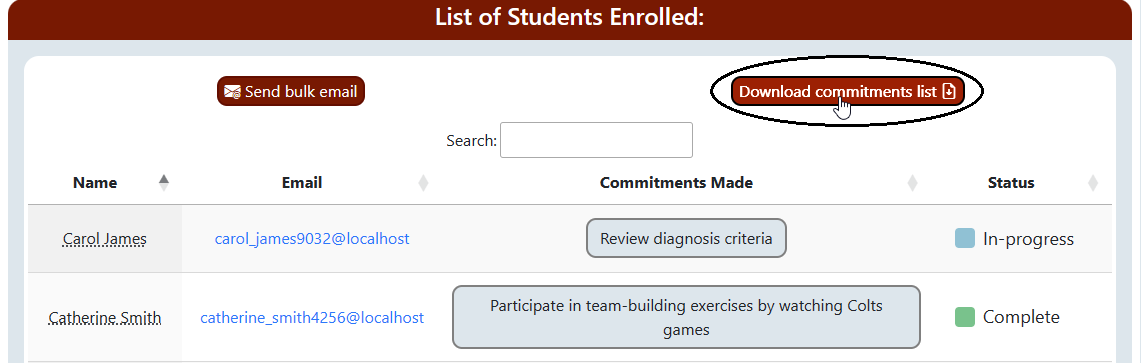 List of Students Enrolled:
Send bulk email
Download commitments list
Search:
Name Email Commitments Made Status
Carol James carol_james9032@localhost Review diagnosis criteria In-progress
Catherine Smith catherine_smith4256@localhost Participate in team-building exercises by watching Colts
games Complete